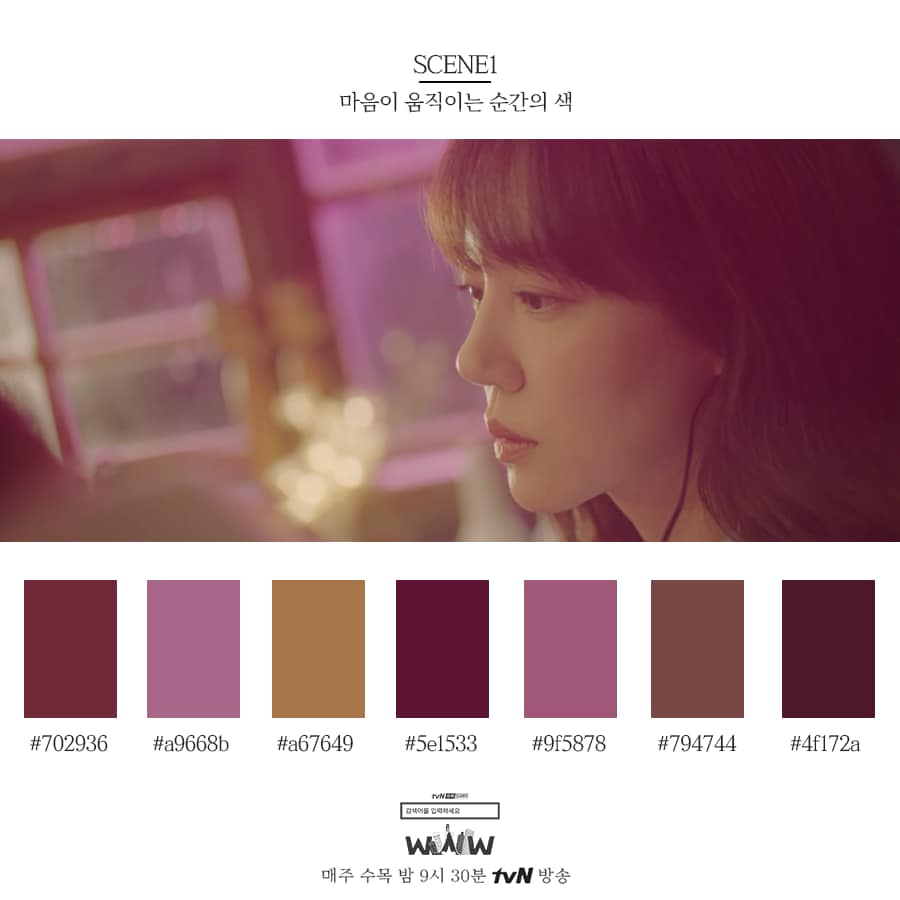 SCENE1
마음이 움직이는 순간의 색
#702936 #a9668b #a67649 #5e1533 #9f5878 #794744 #4f172a
tvN
검색어를 입력하세요
WWW
매주 수목 밤 9시 30분 tvN 방송